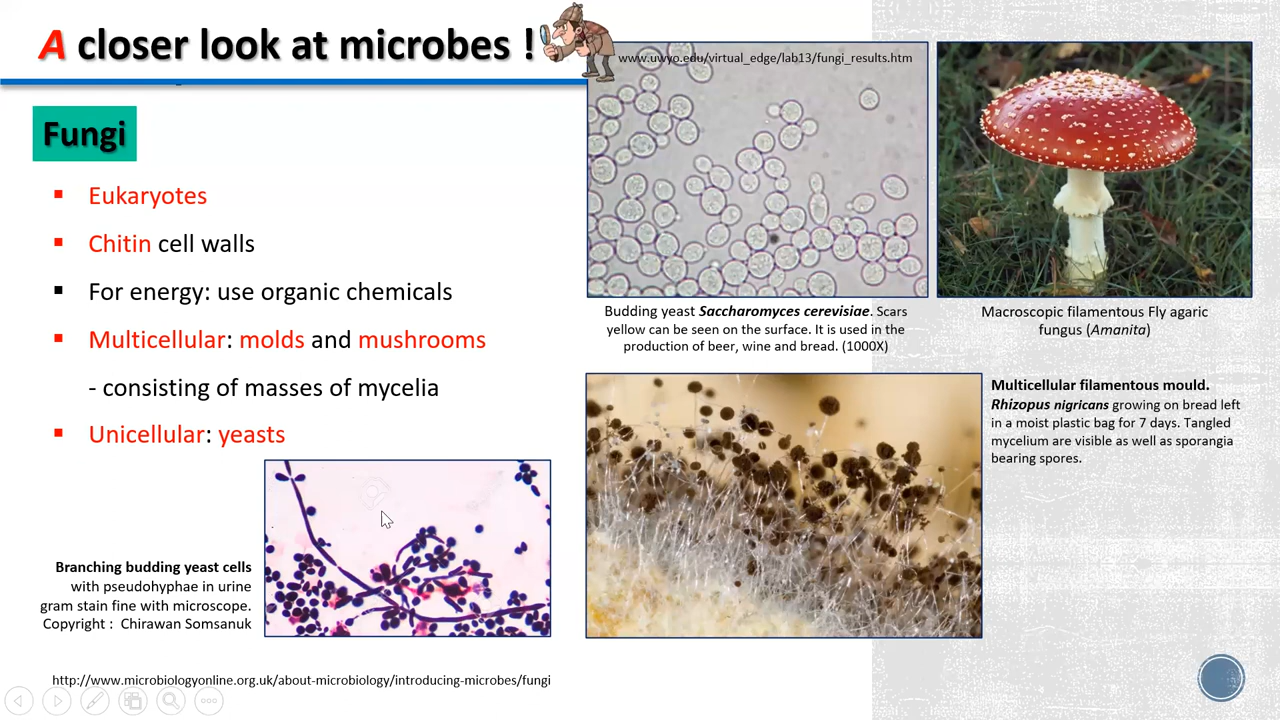 A closer look at microbes !
www.uwyo.edu/virtual_edge/lab13/fungi_results.htm
Fungi
Eukaryotes
Chitin cell walls
For energy: use organic chemicals
Multicellular: molds and mushrooms
- consisting of masses of mycelia
Unicellular: yeasts
Budding yeast Saccharomyces cerevisiae. Scars
yellow can be seen on the surface. It is used in the
production of beer, wine and bread. (1000X)
Macroscopic filamentous Fly agaric
fungus (Amanita)
Multicellular filamentous mould.
Rhizopus nigricans growing on bread left
in a moist plastic bag for 7 days. Tangled
mycelium are visible as well as sporangia
bearing spores.
Branching budding yeast cells
with pseudohyphae in urine
gram stain fine with microscope.
Copyright : Chirawan Somsanuk
http://www.microbiologyonline.org.uk/about-microbiology/introducing-microbes/fungi